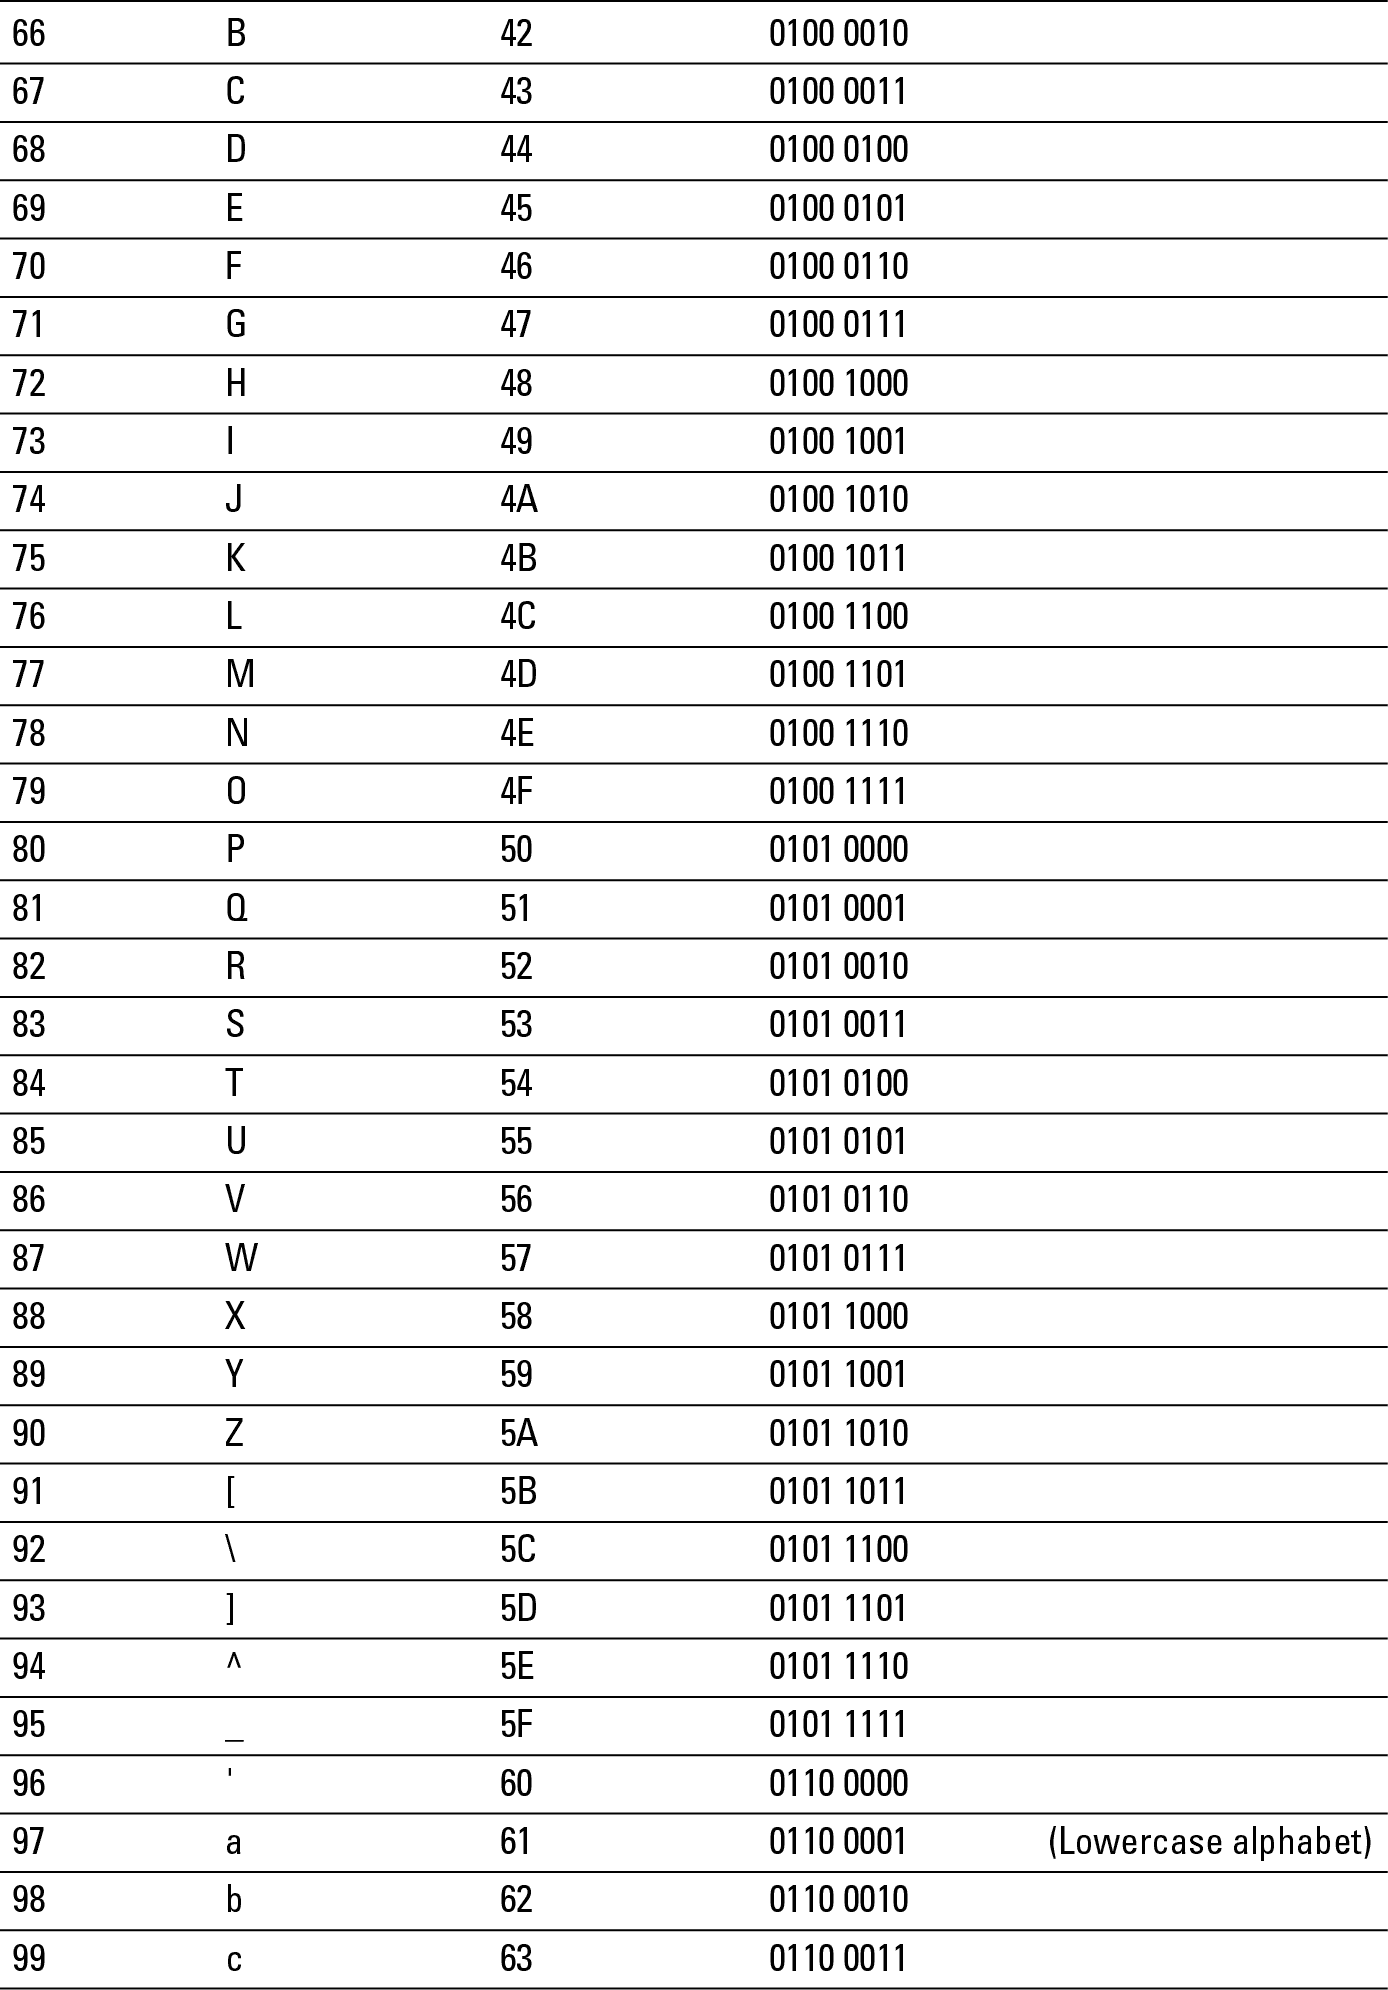 66 B 42 0100 0010
67 C 43 0100 0011
68 D 44 0100 0100
69 E 45 0100 0101
70 F 46 0100 0110
71 G 47 0100 0111
72 H 48 0100 1000
73 I 49 0100 1001
74 J 4A 0100 1010
75 K 4B 0100 1011
76 L 4C 0100 1100
77 M 4D 0100 1101
78 N 4E 0100 1110
79 O 4F 0100 1111
80 P 50 0101 0000
81 Q 51 0101 0001
82 R 52 0101 0010
83 S 53 0101 0011
84 T 54 0101 0100
85 U 55 0101 0101
86 V 56 0101 0110
87 W 57 0101 0111
88 X 58 0101 1000
89 Y 59 0101 1001
90 Z 5A 0101 1010
91 [ 5B 0101 1011
92 \ 5C 0101 1100
93 ] 5D 0101 1101
94 ^ 5E 0101 1110
95 _ 5F 0101 1111
96 ' 60 0110 0000
97 a 61 0110 0001 (Lowercase alphabet)
98 b 62 0110 0010
99 c 63 0110 0011